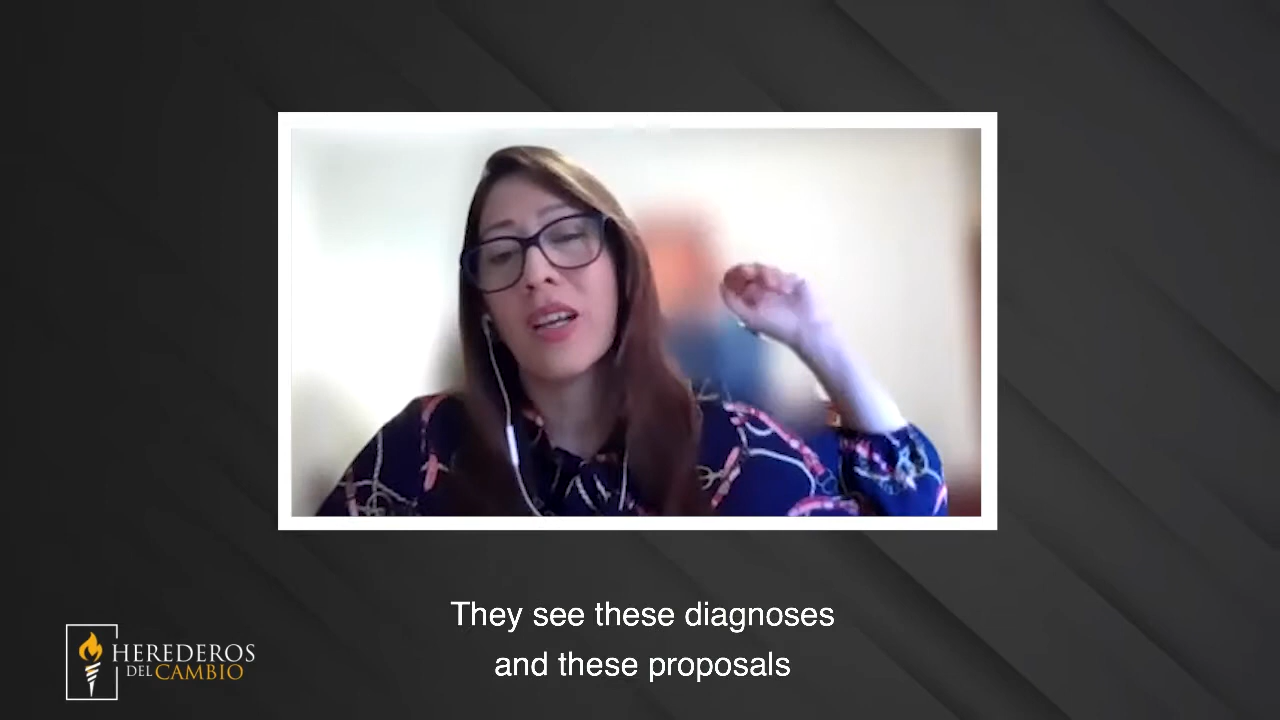 They see these diagnoses
and these proposals
HEREDEROS
DEL CAMBIO